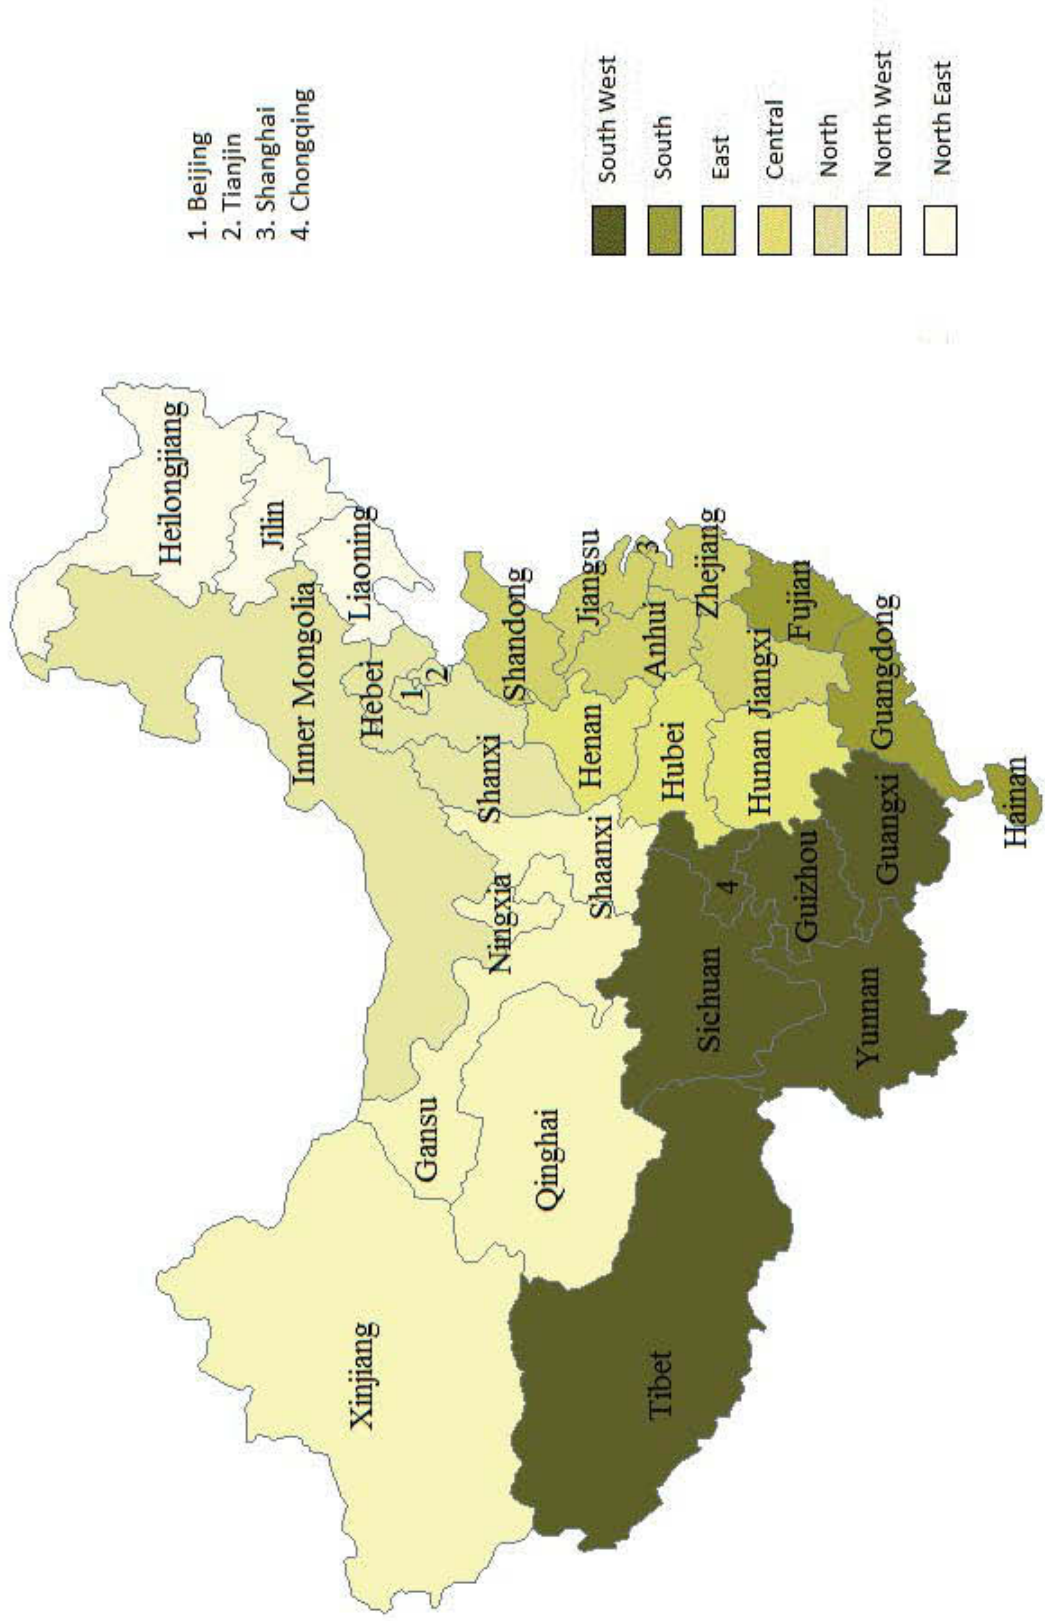 1. Beijing
2. Tianjin
3. Shanghai
4. Chongqing
South West
South
East
Central
North
North West
North East
Heilongjiang
Jilin
Liaoning
Inner Mongolia
Hebei
1
2
Shandong
Jiangsu
3
Zhejiang
Anhui
Fujian
Jiangxi
Guangdong
Hainan
Shanxi
Henan
Hubei
Hunan
Guangxi
Ningxia
Shaanxi
4
Guizhou
Gansu
Qinghai
Sichuan
Yunnan
Xinjiang
Tibet